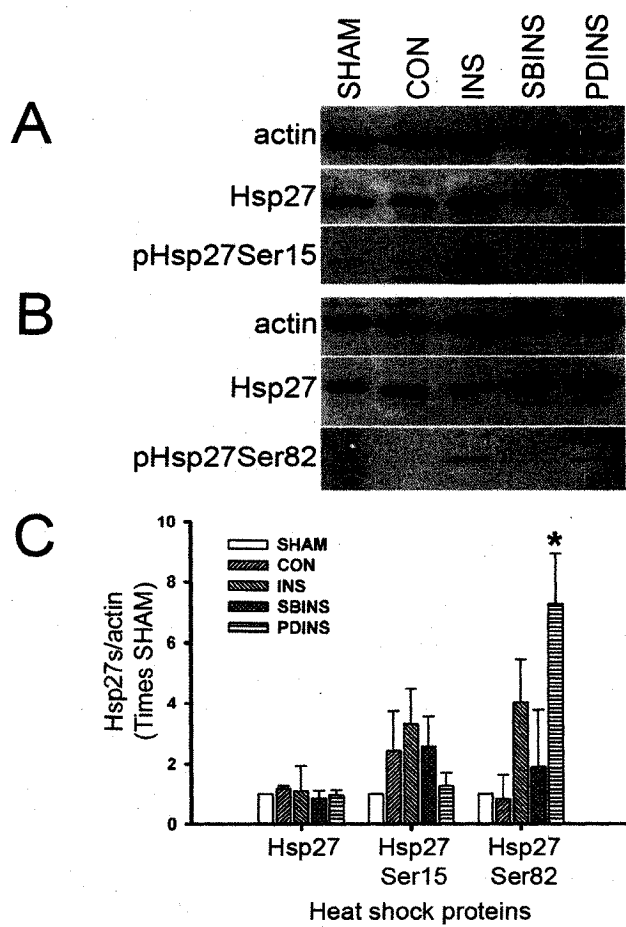 SHAM CON INS SBINS PDINS
A
actin
Hsp27
pHsp27Ser15
B
actin
Hsp27
pHsp27Ser82
C
Hsp27s/actin
(Times SHAM)
10
8
6
4
2
0
SHAM
CON
INS
SBINS
PDINS
*
Hsp27 Hsp27 Hsp27
Ser15 Ser82
Heat shock proteins